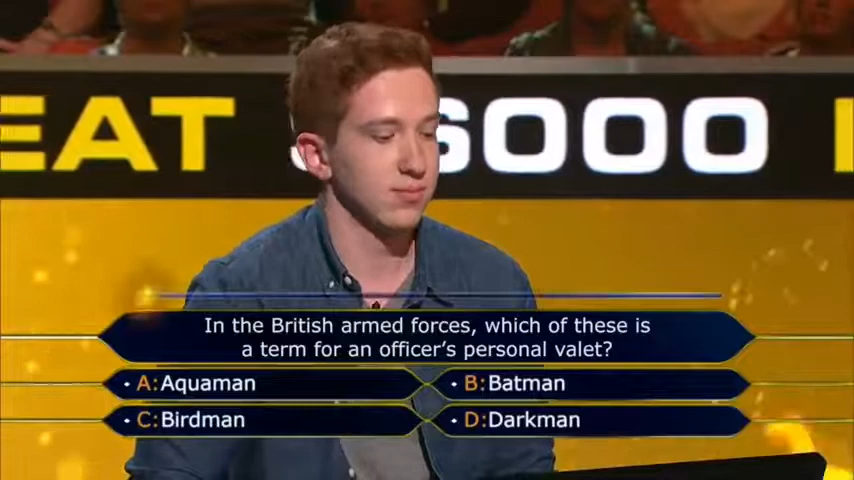 EAT 6000
In the British armed forces, which of these is
a term for an officer's personal valet?
A: Aquaman B: Batman
C: Birdman D: Darkman